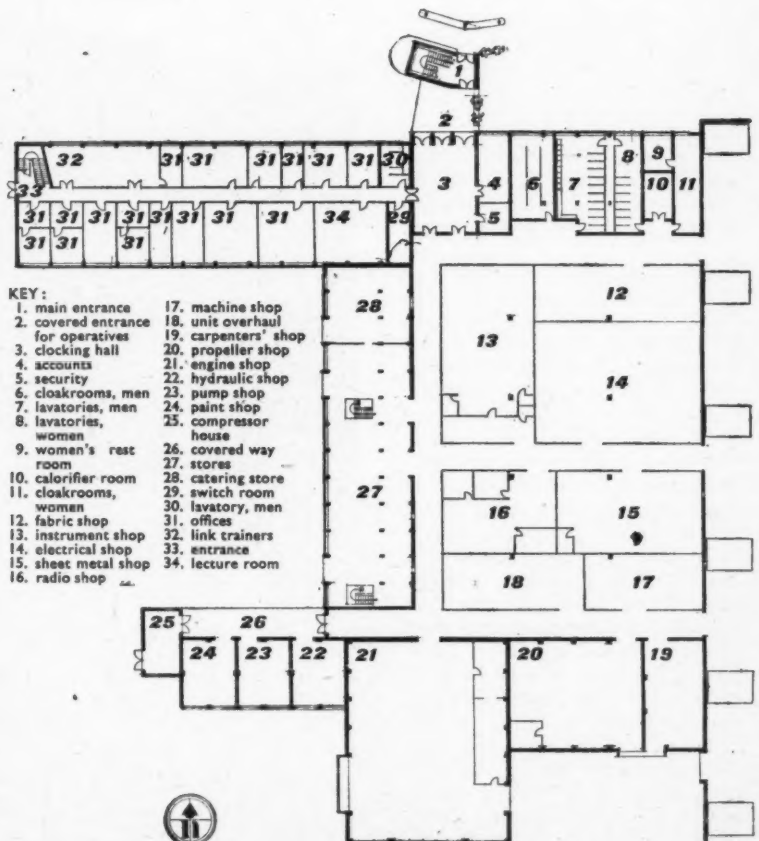 1
2
32 31 31 31 31 31 31 30
3 4 6 7 8 9
33
10 11
31 31 31 31 31 31 31 31 34 29
5
31 31 31
KEY:
1. main entrance
2. covered entrance
for operatives
3. clocking hall
4. accounts
5. security
6. cloakrooms, men
7. lavatories, men
8. lavatories,
women
9. women's rest
room
10. calorifier room
11. cloakrooms,
women
12. fabric shop
13. instrument shop
14. electrical shop
15. sheet metal shop
16. radio shop
17. machine shop
18. unit overhaul
19. carpenters' shop
20. propeller shop
21. engine shop
22. hydraulic shop
23. pump shop
24. paint shop
25. compressor
house
26. covered way
27. stores
28. catering store
29. switch room
30. lavatory, men
31. offices
32. link trainers
33. entrance
34. lecture room
28
12
13
14
27
16 15
18 17
25 26
24 23 22 21 20 19